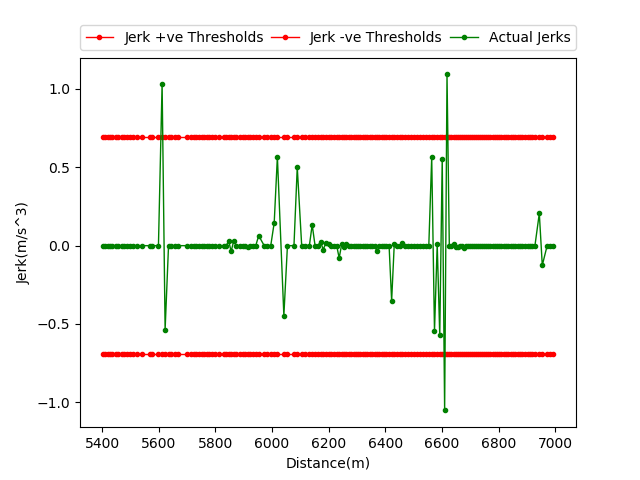 Jerk +ve Thresholds Jerk -ve Thresholds Actual Jerks
1.0
0.5
0.0
−0.5
−1.0
Jerk(m/s^3)
5400 5600 5800 6000 6200 6400 6600 6800 7000
Distance(m)